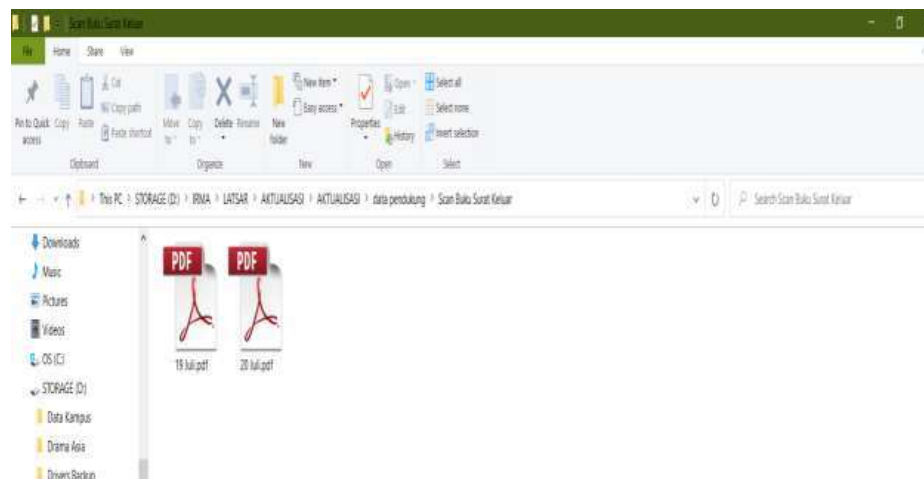 Scan Buku Surat Keluar
File Home Share View
Pin to Quick access
Copy
Paste
Cut
Copy path
Paste shortcut
Move to
Copy to
Delete
Rename
New folder
New item
Easy access
Properties
Open
Edit
History
Select all
Select none
Invert selection
Clipboard Organize New Open Select
This PC > STORAGE (D:) > IRMA > LATSAR > AKTUALISASI > AKTUALISASI > data pendukung > Scan Buku Surat Keluar
Search Scan Buku Surat Keluar
Downloads
Music
Pictures
Videos
OS (C:)
STORAGE (D:)
Data Kampus
Drama Asia
Drivers Backup
PDF PDF
19 Juli.pdf 20 Juli.pdf